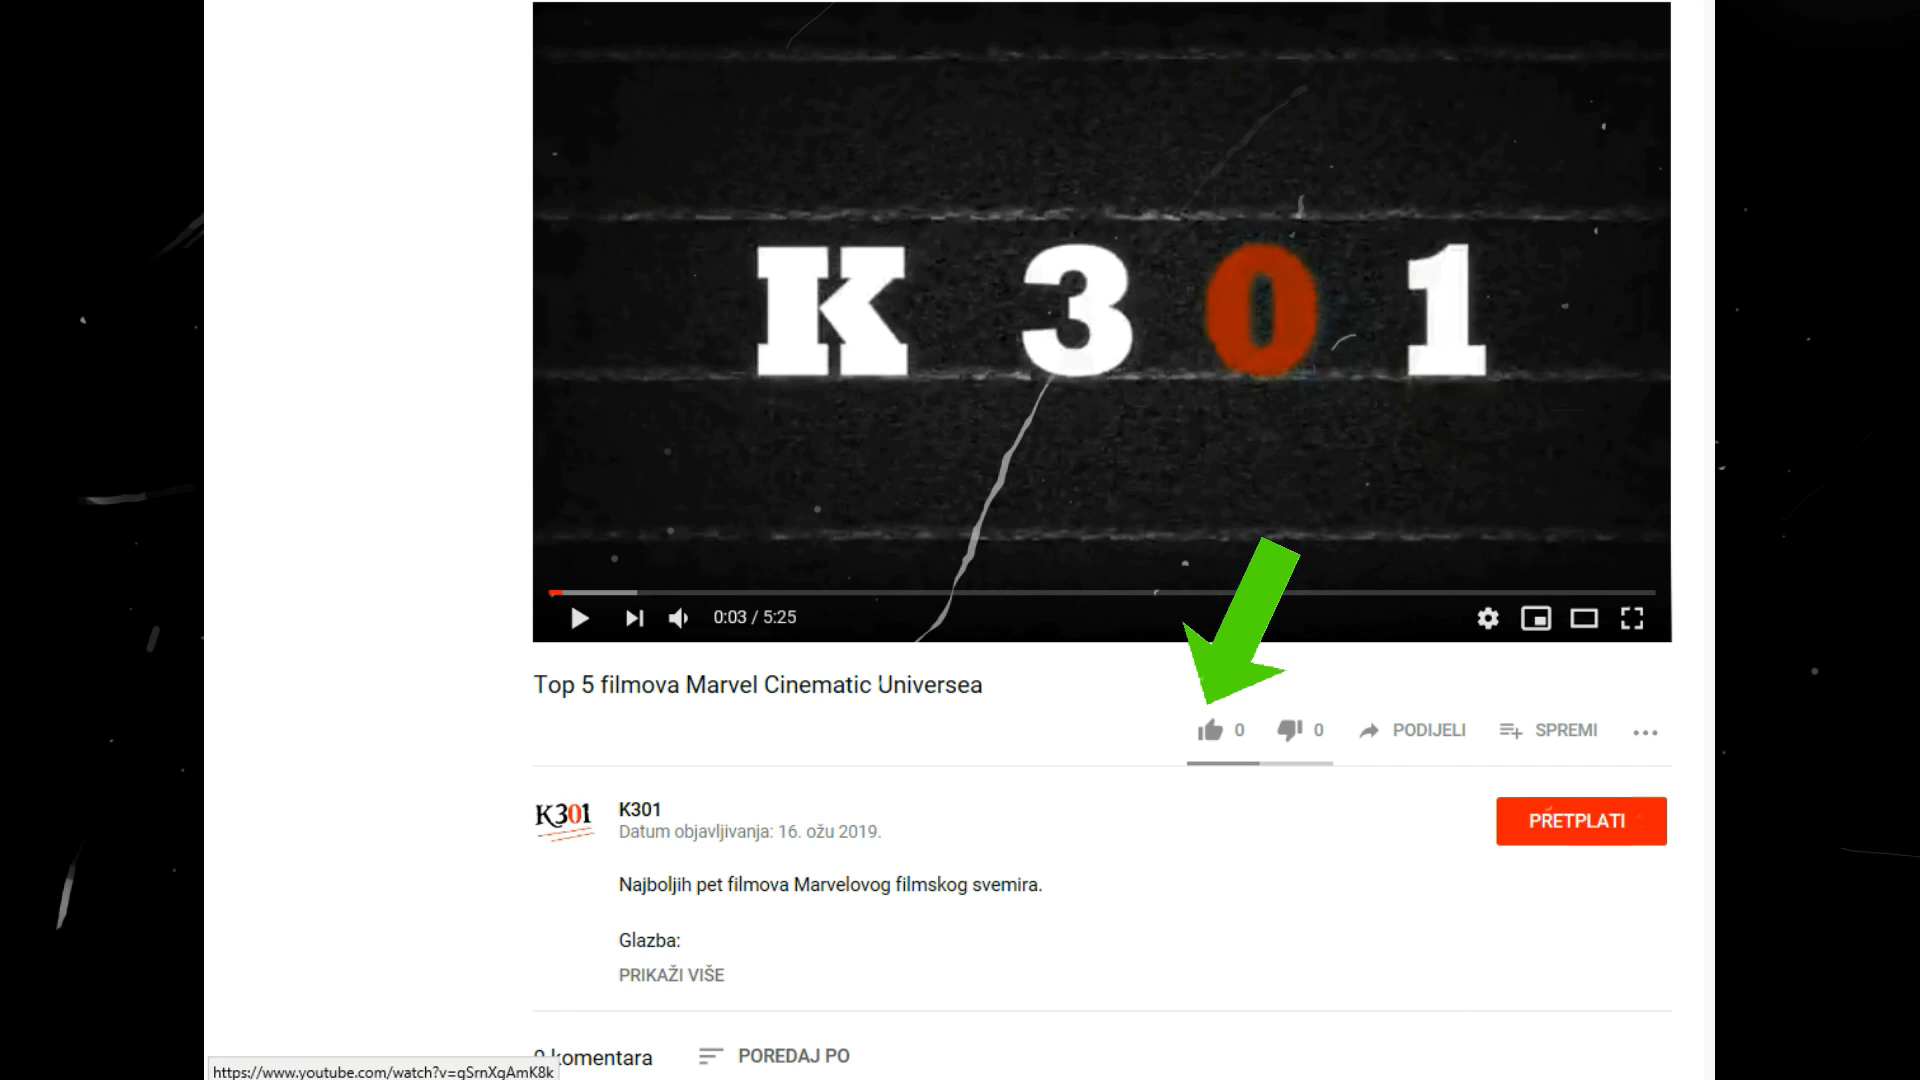 K 3 0 1
0:03 / 5:25
Top 5 filmova Marvel Cinematic Universea
0 0 PODIJELI SPREMI
K301 K301
Datum objavljivanja: 16. ožu 2019.
PRETPLATI
Najboljih pet filmova Marvelovog filmskog svemira.
Glazba:
PRIKAŽI VIŠE
0 komentara POREDAJ PO
https://www.youtube.com/watch?v=qSrnXqAmK8k